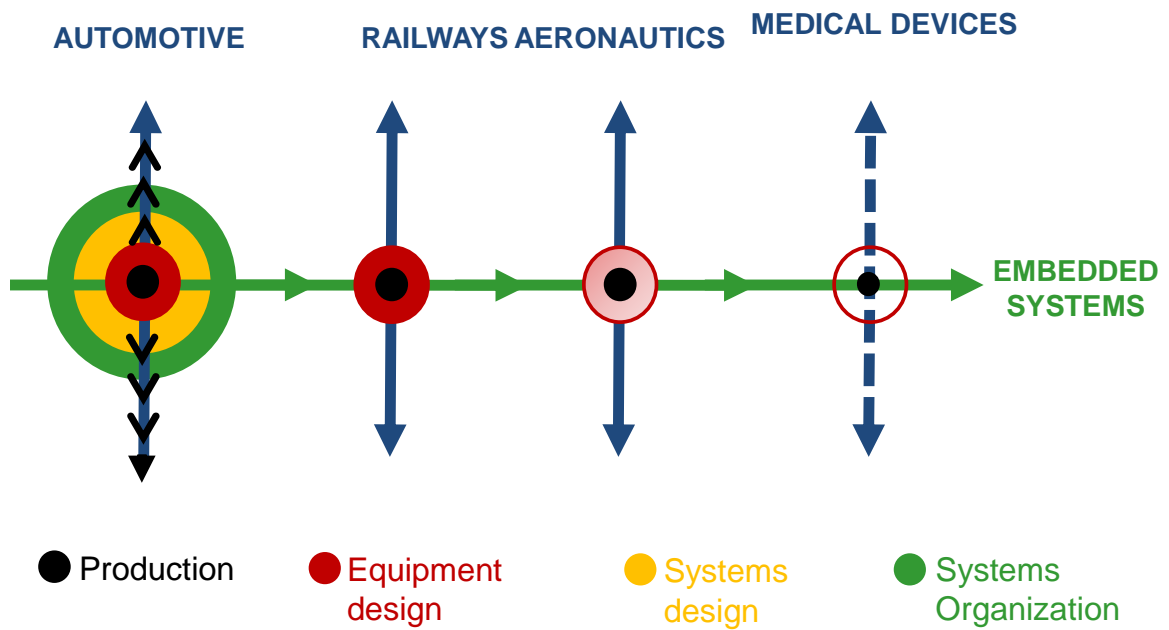 AUTOMOTIVE
RAILWAYS AERONAUTICS
MEDICAL DEVICES
EMBEDDED
SYSTEMS
Production
Equipment
design
Systems
design
Systems
Organization